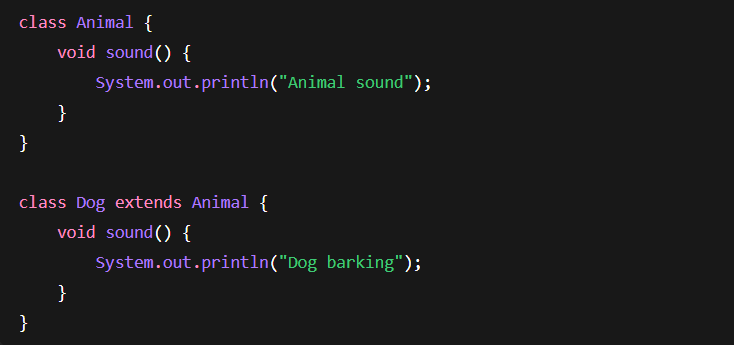 class Animal {
    void sound() {
        System.out.println("Animal sound");
    }
}

class Dog extends Animal {
    void sound() {
        System.out.println("Dog barking");
    }
}